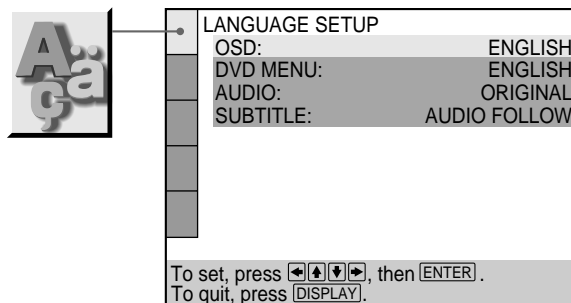 Aäç
LANGUAGE SETUP
OSD: ENGLISH
DVD MENU: ENGLISH
AUDIO: ORIGINAL
SUBTITLE: AUDIO FOLLOW
To set, press ←↑↓→, then ENTER.
To quit, press DISPLAY.